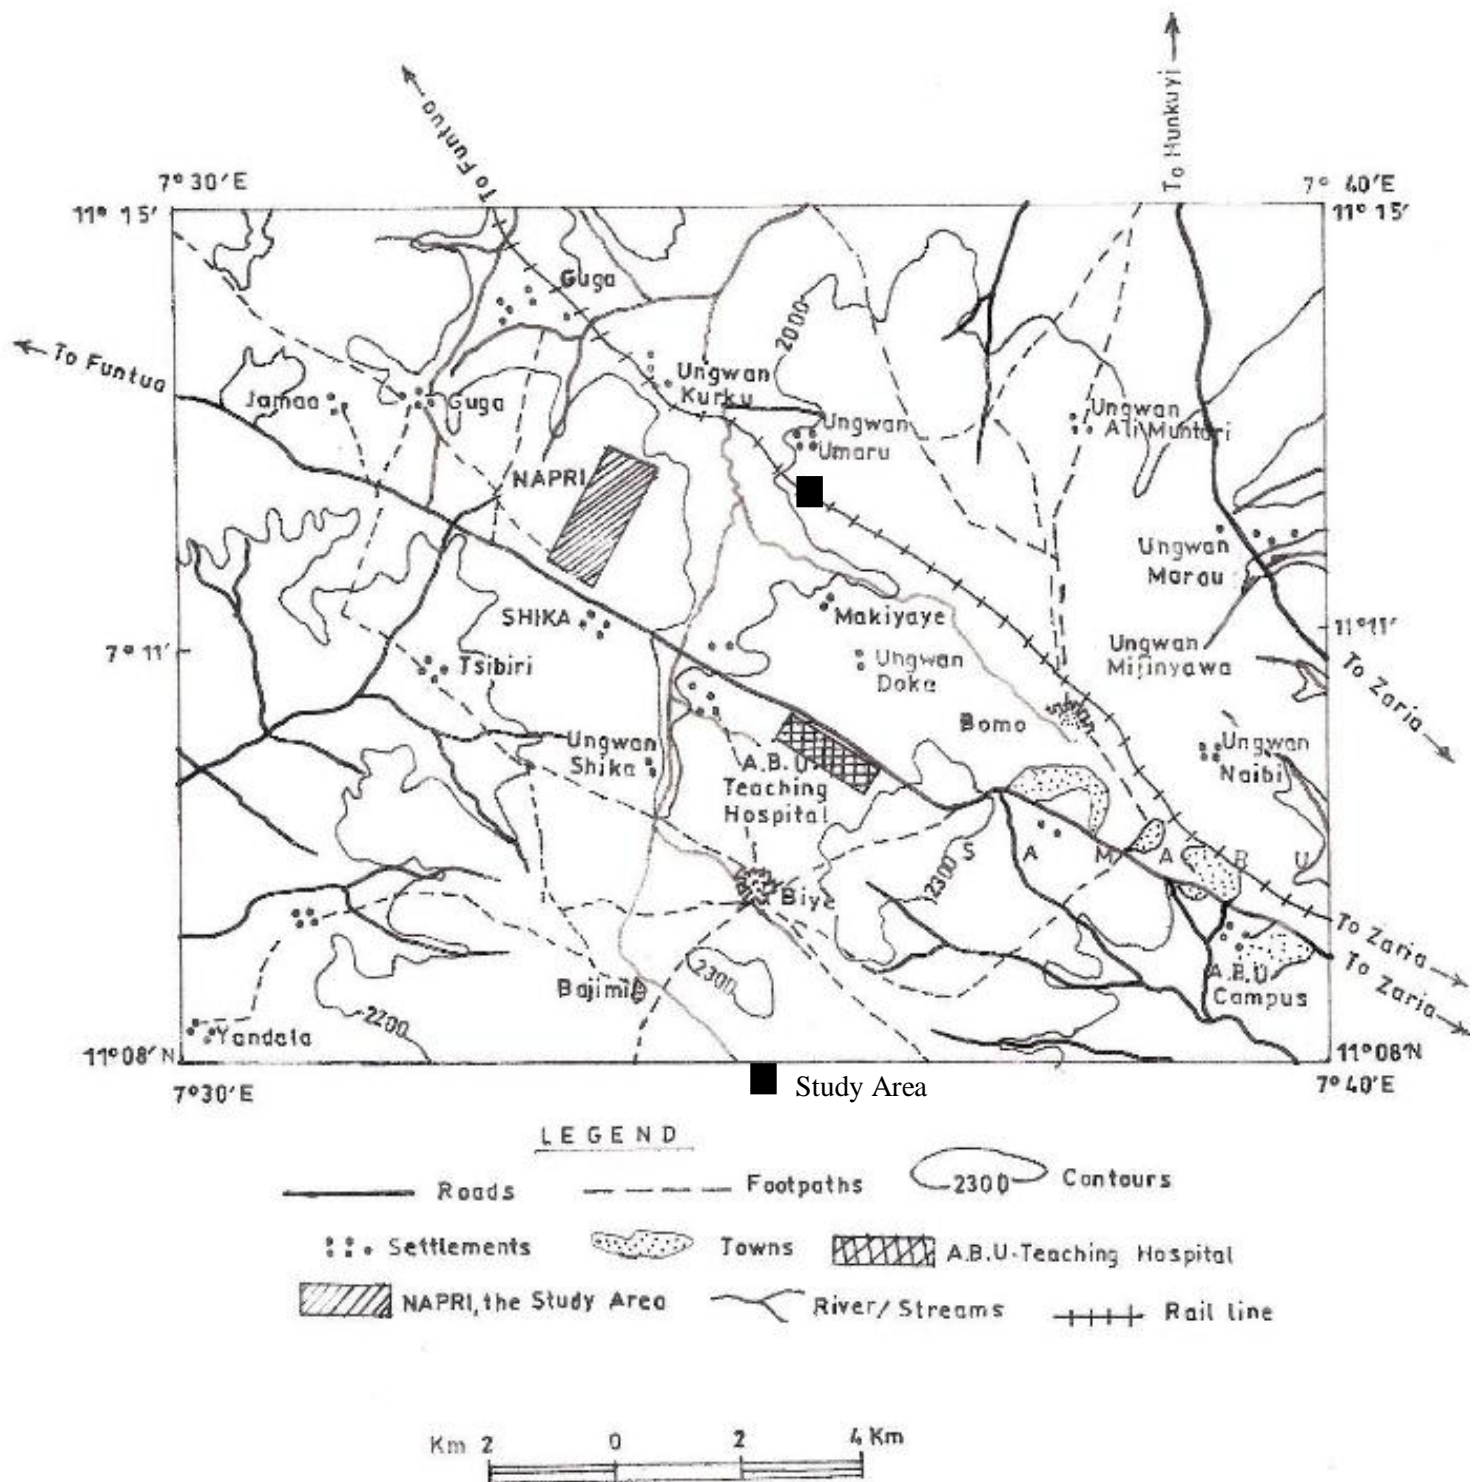 To Hunkuyi
To Funtua
7° 30′E
7° 40′E
11° 15′
11° 15′
Guga
2000
To Funtua
Ungwan
Kurku
Jamaa
Guga
Ungwan
Ali Muntari
Ungwan
Umaru
NAPRI
Ungwan
Marau
SHIKA
Makiyaye
11° 11′
7° 11′
Tsibiri
Ungwan
Doka
Ungwan
Mifinyawa
To Zaria
Bomo
Ungwan
Shika
Ungwan
Naibi
A.B.U-
Teaching
Hospital
S A M A R U
2300
Biye
To Zaria
To Zaria
A.B.U
Campus
2300
Bajimi
2200
Yandala
11° 08′N
11° 08′N
7° 30′E
7° 40′E
Study Area
LEGEND
Roads
Footpaths
2300
Contours
Settlements
Towns
A.B.U-Teaching Hospital
NAPRI, the Study Area
River/Streams
Rail line
Km 2 0 2 4 Km